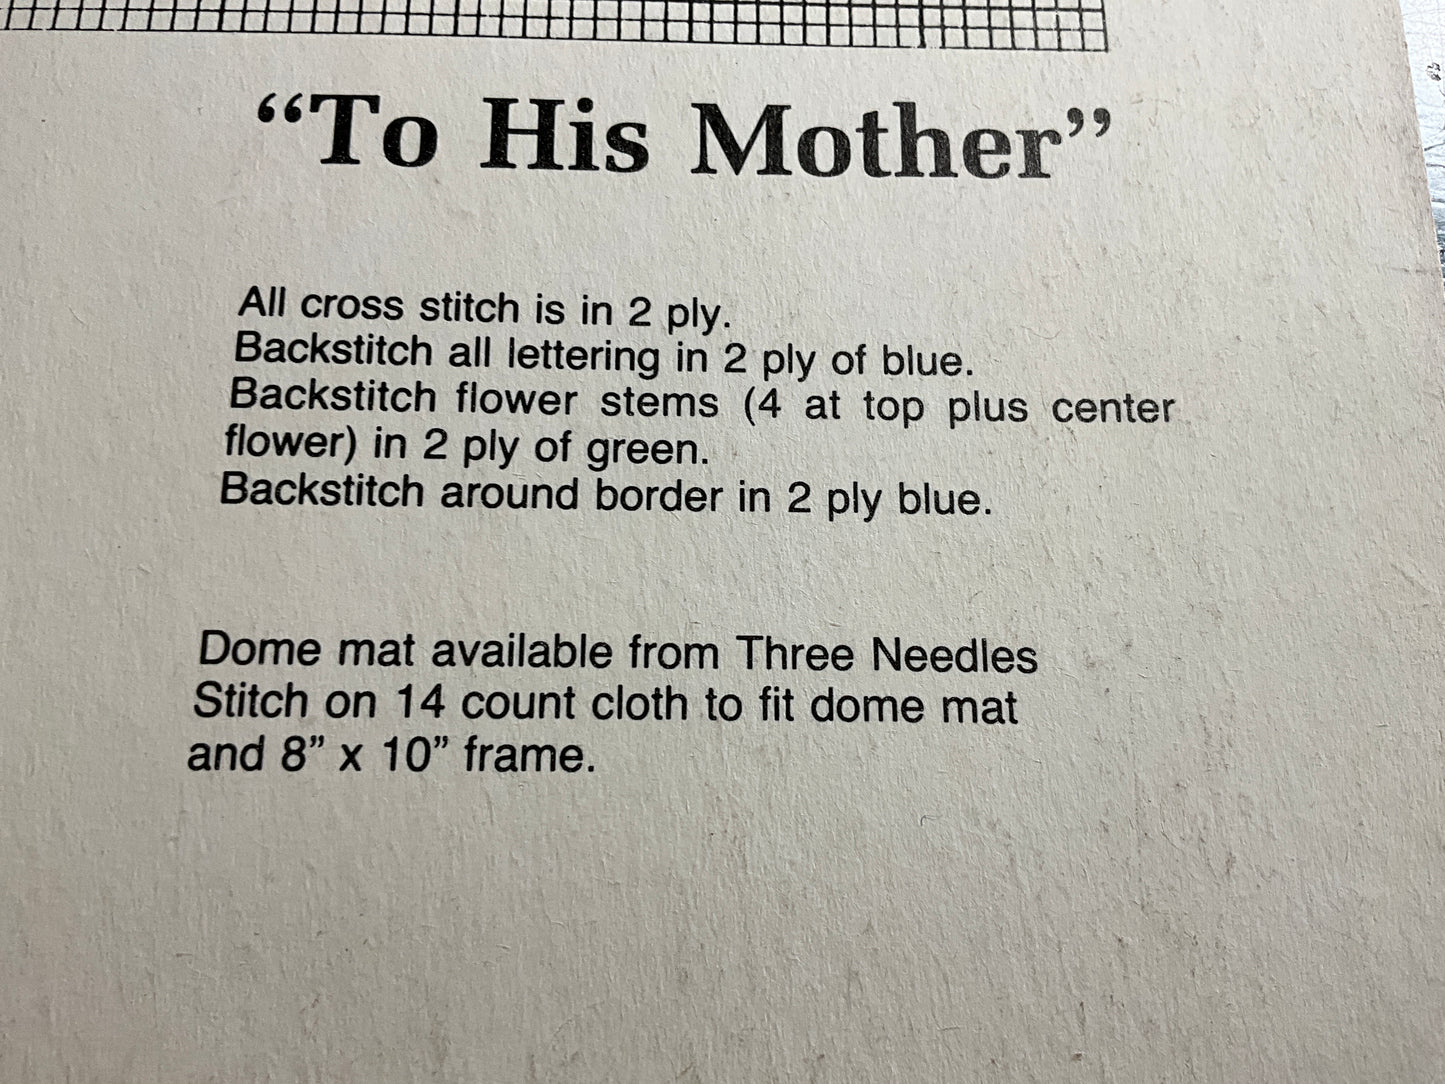 “To His Mother”
All cross stitch is in 2 ply.
Backstitch all lettering in 2 ply of blue.
Backstitch flower stems (4 at top plus center
flower) in 2 ply of green.
Backstitch around border in 2 ply blue.
Dome mat available from Three Needles
Stitch on 14 count cloth to fit dome mat
and 8” x 10” frame.